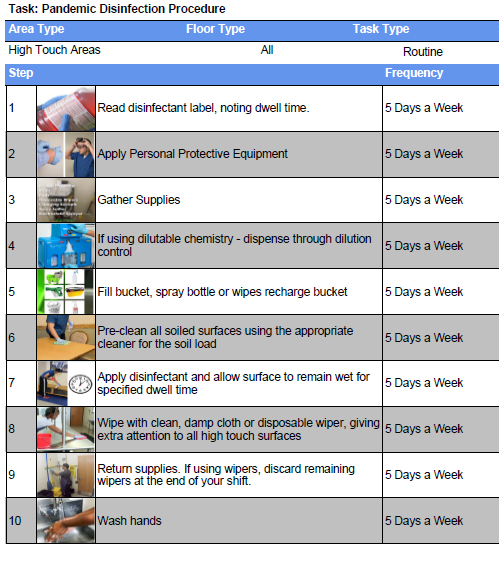 Task: Pandemic Disinfection Procedure
Area Type Floor Type Task Type
High Touch Areas All Routine
Step Frequency
1 Read disinfectant label, noting dwell time. 5 Days a Week
2 Apply Personal Protective Equipment 5 Days a Week
3 Gather Supplies 5 Days a Week
4 If using dilutable chemistry - dispense through dilution
control 5 Days a Week
5 Fill bucket, spray bottle or wipes recharge bucket 5 Days a Week
6 Pre-clean all soiled surfaces using the appropriate
cleaner for the soil load 5 Days a Week
7 Apply disinfectant and allow surface to remain wet for
specified dwell time 5 Days a Week
8 Wipe with clean, damp cloth or disposable wiper, giving
extra attention to all high touch surfaces 5 Days a Week
9 Return supplies. If using wipers, discard remaining
wipers at the end of your shift. 5 Days a Week
10 Wash hands 5 Days a Week